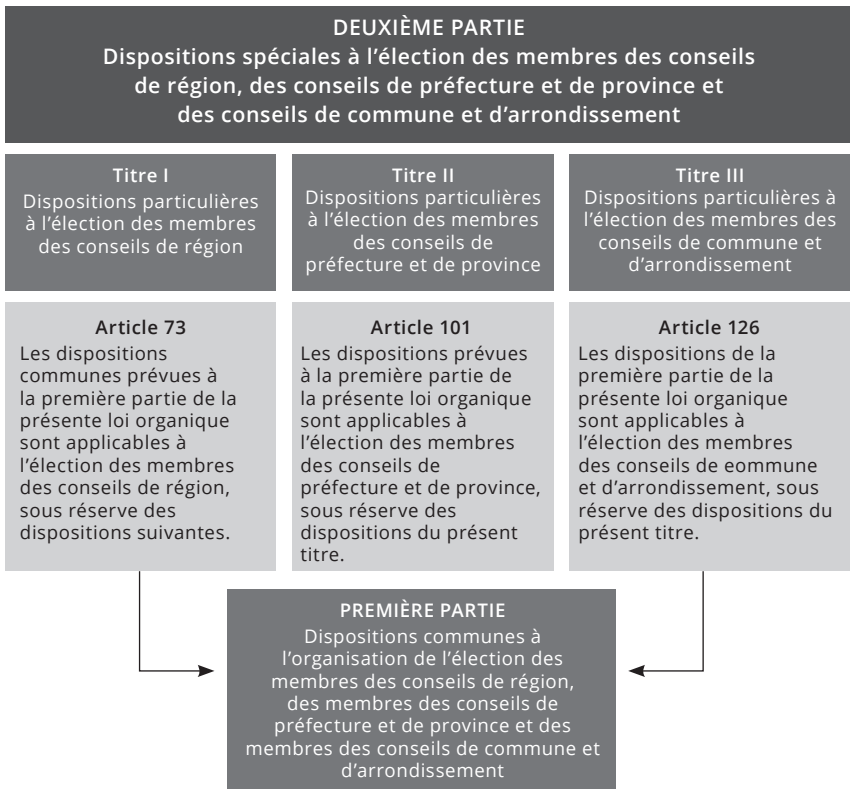 DEUXIÈME PARTIE
Dispositions spéciales à l’élection des membres des conseils
de région, des conseils de préfecture et de province et
des conseils de commune et d’arrondissement
Titre I
Dispositions particulières
à l’élection des membres
des conseils de région
Titre II
Dispositions particulières
à l’élection des membres
des conseils de
préfecture et de province
Titre III
Dispositions particulières à
l’élection des membres des
conseils de commune et
d’arrondissement
Article 73
Les dispositions
communes prévues à
la première partie de la
présente loi organique
sont applicables à
l’élection des membres
des conseils de région,
sous réserve des
dispositions suivantes.
Article 101
Les dispositions prévues
à la première partie de
la présente loi organique
sont applicables à
l’élection des membres
des conseils de
préfecture et de province,
sous réserve des
dispositions du présent
titre.
Article 126
Les dispositions de la
première partie de la
présente loi organique
sont applicables à
l’élection des membres
des conseils de eommune
et d’arrondissement, sous
réserve des dispositions du
présent titre.
PREMIÈRE PARTIE
Dispositions communes à
l’organisation de l’élection des
membres des conseils de région,
des membres des conseils de
préfecture et de province et des
membres des conseils de commune et
d’arrondissement